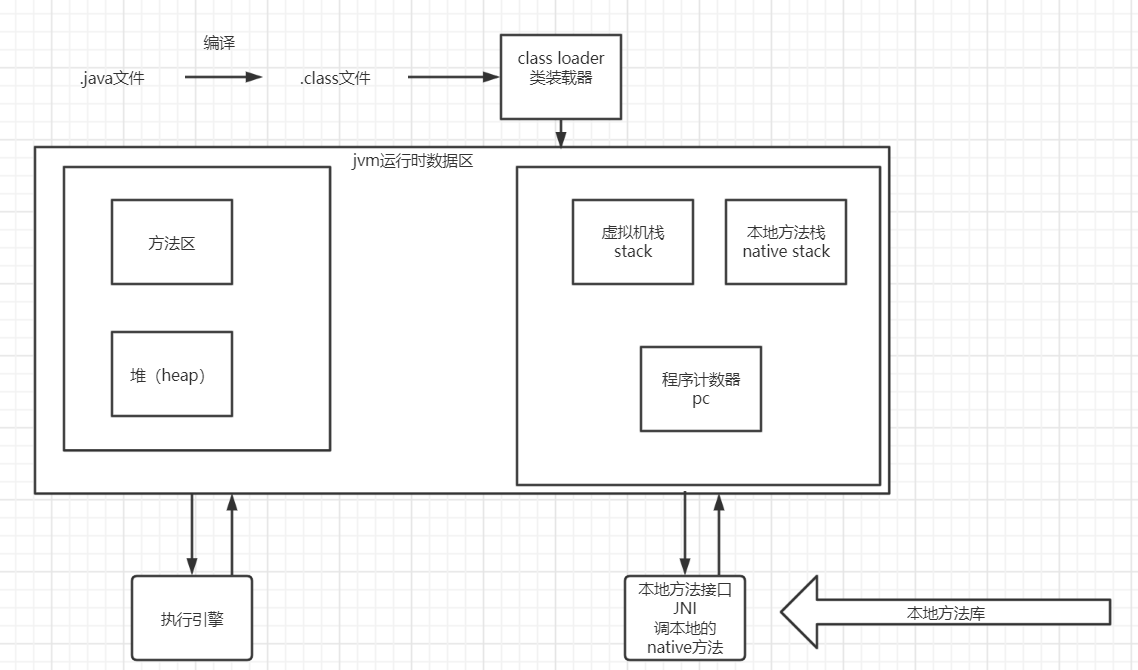 编译
.java文件
.class文件
class loader
类装载器
jvm运行时数据区
方法区
堆（heap）
虚拟机栈
stack
本地方法栈
native stack
程序计数器
pc
执行引擎
本地方法接口
JNI
调本地的
native方法
本地方法库